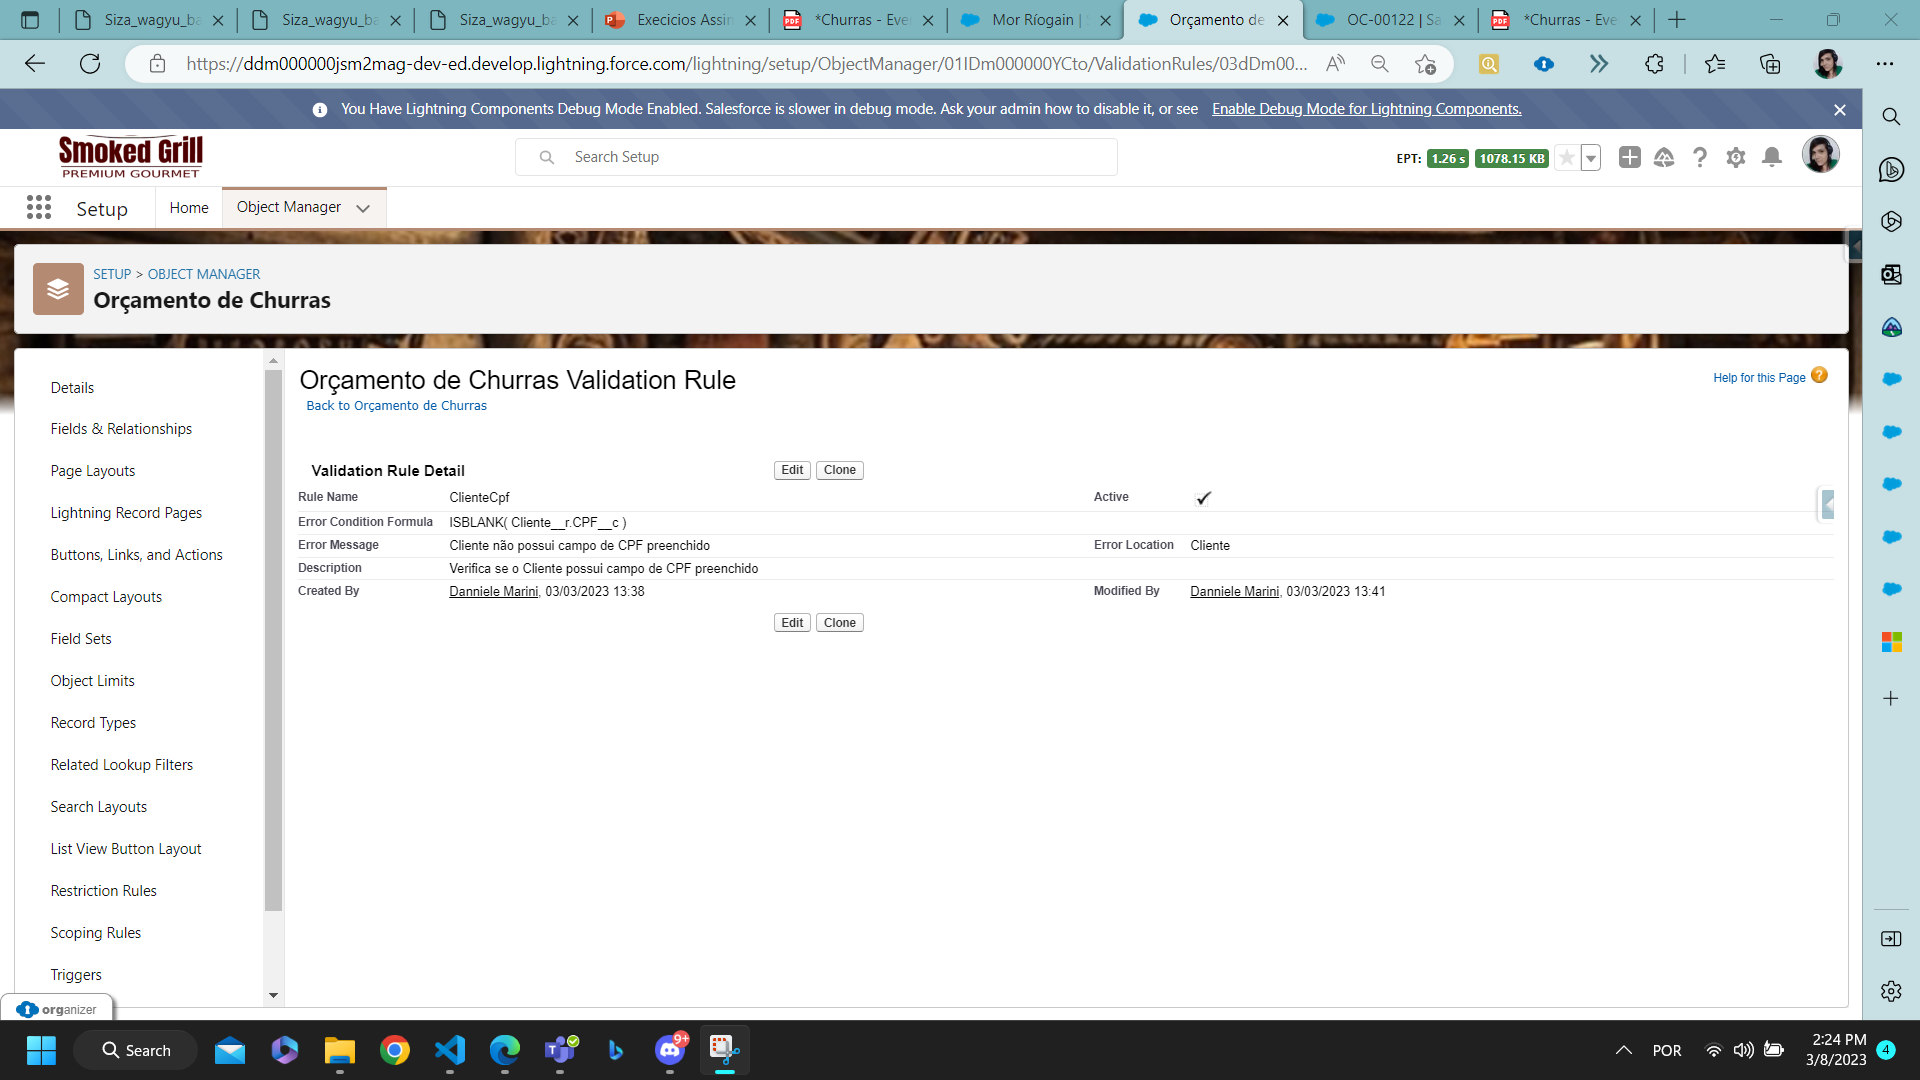 Siza_wagyu_ba
Siza_wagyu_ba
Siza_wagyu_ba
Execicios Assin
*Churras - Eve
Mor Ríogain |
Orçamento de
OC-00122 | Sa
*Churras - Eve
https://ddm000000jsm2mag-dev-ed.develop.lightning.force.com/lightning/setup/ObjectManager/01IDm000000YCto/ValidationRules/03dDm00...
You Have Lightning Components Debug Mode Enabled. Salesforce is slower in debug mode. Ask your admin how to disable it, or see Enable Debug Mode for Lightning Components.
Smoked Grill
PREMIUM GOURMET
Search Setup
EPT: 1.26 s 1078.15 KB
Setup
Home
Object Manager
SETUP > OBJECT MANAGER
Orçamento de Churras
Details
Fields & Relationships
Page Layouts
Lightning Record Pages
Buttons, Links, and Actions
Compact Layouts
Field Sets
Object Limits
Record Types
Related Lookup Filters
Search Layouts
List View Button Layout
Restriction Rules
Scoping Rules
Triggers
Orçamento de Churras Validation Rule
Back to Orçamento de Churras
Help for this Page
Validation Rule Detail
Edit Clone
Rule Name ClienteCpf Active
Error Condition Formula ISBLANK( Cliente__r.CPF__c )
Error Message Cliente não possui campo de CPF preenchido Error Location Cliente
Description Verifica se o Cliente possui campo de CPF preenchido
Created By Danniele Marini, 03/03/2023 13:38 Modified By Danniele Marini, 03/03/2023 13:41
Edit Clone
organizer
Search
9+
POR
2:24 PM
3/8/2023
4